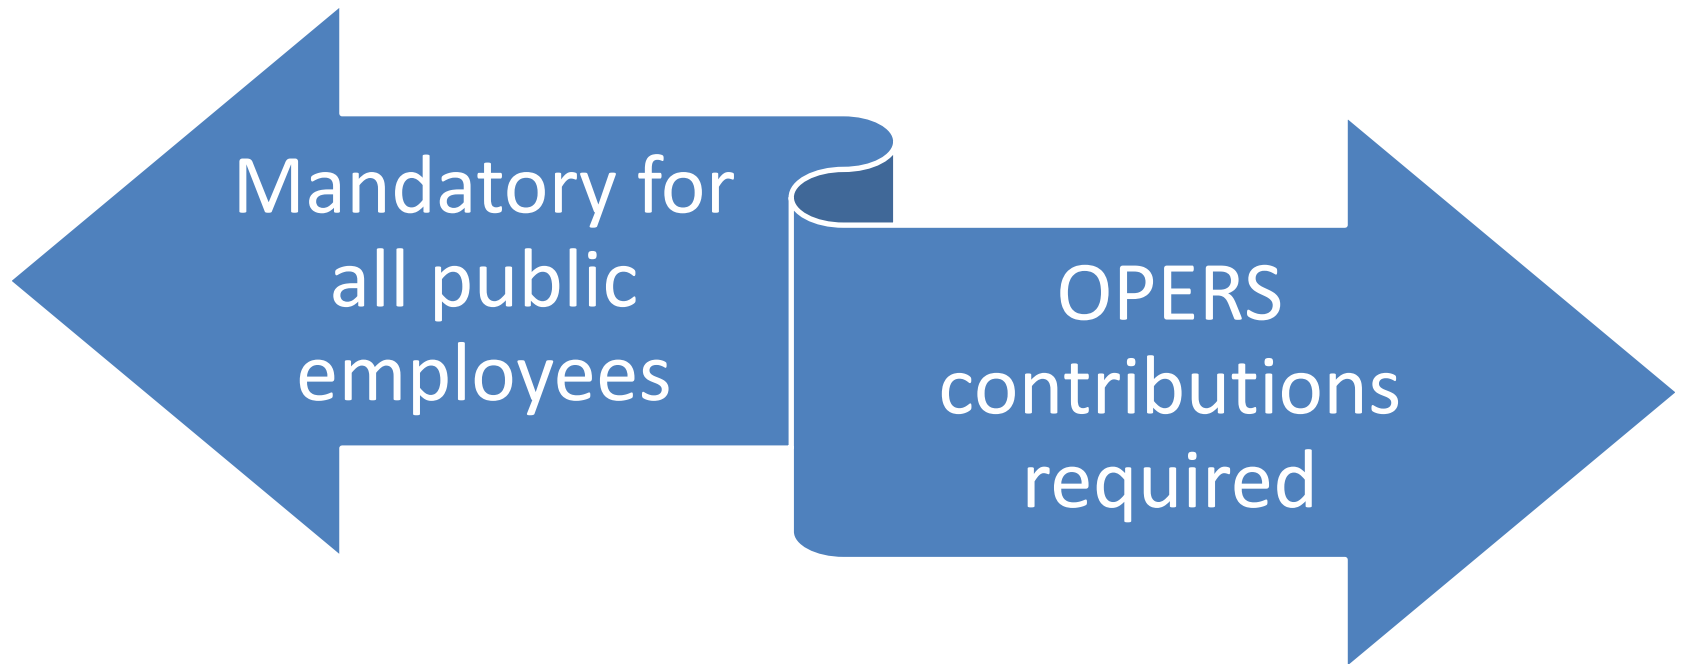 Mandatory for
all public
employees
OPERS
contributions
required